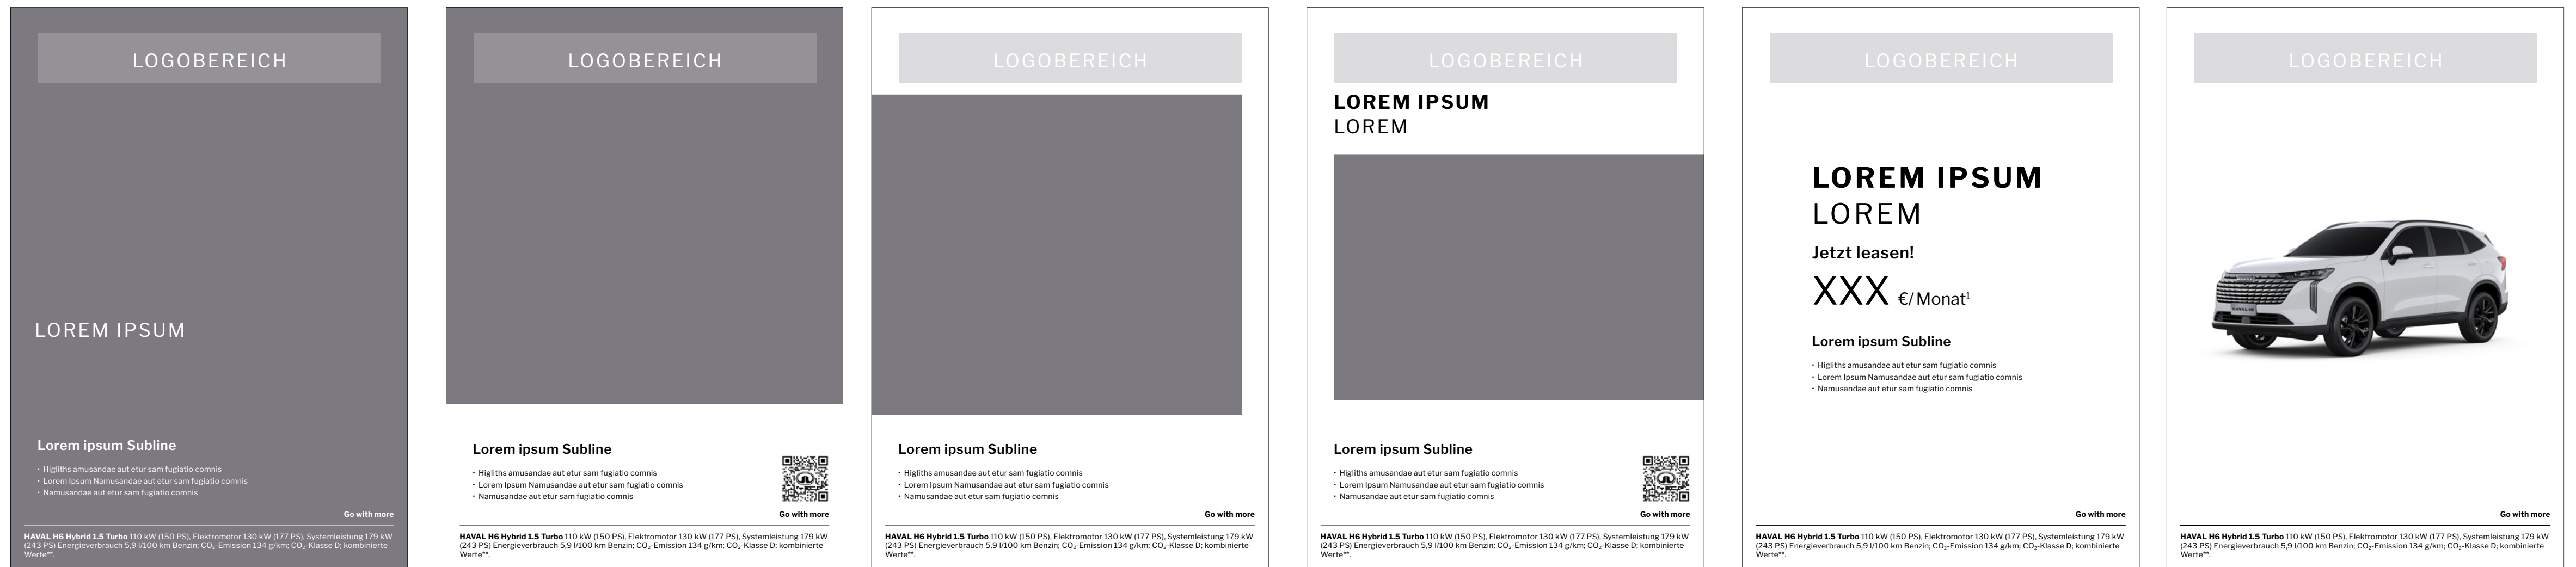 LOGOBEREICH
LOREM IPSUM
Lorem ipsum Subline
• Higliths amusandae aut etur sam fugiatio comnis
• Lorem Ipsum Namusandae aut etur sam fugiatio comnis
• Namusandae aut etur sam fugiatio comnis
Go with more
HAVAL H6 Hybrid 1.5 Turbo 110 kW (150 PS), Elektromotor 130 kW (177 PS), Systemleistung 179 kW
(243 PS) Energieverbrauch 5,9 l/100 km Benzin; CO₂-Emission 134 g/km; CO₂-Klasse D; kombinierte
Werte**.
LOGOBEREICH
Lorem ipsum Subline
• Higliths amusandae aut etur sam fugiatio comnis
• Lorem Ipsum Namusandae aut etur sam fugiatio comnis
• Namusandae aut etur sam fugiatio comnis
Go with more
HAVAL H6 Hybrid 1.5 Turbo 110 kW (150 PS), Elektromotor 130 kW (177 PS), Systemleistung 179 kW
(243 PS) Energieverbrauch 5,9 l/100 km Benzin; CO₂-Emission 134 g/km; CO₂-Klasse D; kombinierte
Werte**.
LOGOBEREICH
Lorem ipsum Subline
• Higliths amusandae aut etur sam fugiatio comnis
• Lorem Ipsum Namusandae aut etur sam fugiatio comnis
• Namusandae aut etur sam fugiatio comnis
Go with more
HAVAL H6 Hybrid 1.5 Turbo 110 kW (150 PS), Elektromotor 130 kW (177 PS), Systemleistung 179 kW
(243 PS) Energieverbrauch 5,9 l/100 km Benzin; CO₂-Emission 134 g/km; CO₂-Klasse D; kombinierte
Werte**.
LOGOBEREICH
LOREM IPSUM
LOREM
Lorem ipsum Subline
• Higliths amusandae aut etur sam fugiatio comnis
• Lorem Ipsum Namusandae aut etur sam fugiatio comnis
• Namusandae aut etur sam fugiatio comnis
Go with more
HAVAL H6 Hybrid 1.5 Turbo 110 kW (150 PS), Elektromotor 130 kW (177 PS), Systemleistung 179 kW
(243 PS) Energieverbrauch 5,9 l/100 km Benzin; CO₂-Emission 134 g/km; CO₂-Klasse D; kombinierte
Werte**.
LOGOBEREICH
LOREM IPSUM
LOREM
Jetzt leasen!
XXX €/Monat¹
Lorem ipsum Subline
• Higliths amusandae aut etur sam fugiatio comnis
• Lorem Ipsum Namusandae aut etur sam fugiatio comnis
• Namusandae aut etur sam fugiatio comnis
Go with more
HAVAL H6 Hybrid 1.5 Turbo 110 kW (150 PS), Elektromotor 130 kW (177 PS), Systemleistung 179 kW
(243 PS) Energieverbrauch 5,9 l/100 km Benzin; CO₂-Emission 134 g/km; CO₂-Klasse D; kombinierte
Werte**.
LOGOBEREICH
HAVAL H6
Go with more
HAVAL H6 Hybrid 1.5 Turbo 110 kW (150 PS), Elektromotor 130 kW (177 PS), Systemleistung 179 kW
(243 PS) Energieverbrauch 5,9 l/100 km Benzin; CO₂-Emission 134 g/km; CO₂-Klasse D; kombinierte
Werte**.